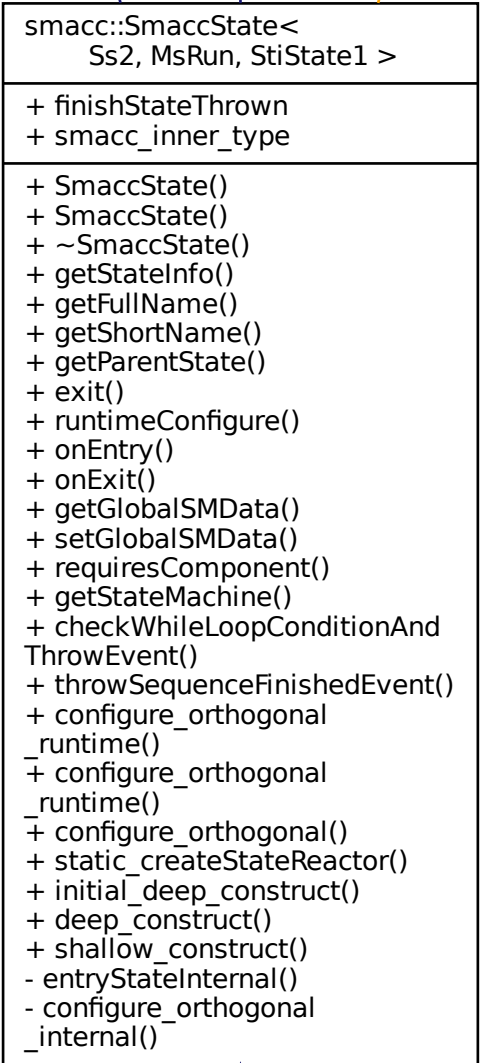 smacc::SmaccState<
Ss2, MsRun, StiState1 >
+ finishStateThrown
+ smacc_inner_type
+ SmaccState()
+ SmaccState()
+ ~SmaccState()
+ getStateInfo()
+ getFullName()
+ getShortName()
+ getParentState()
+ exit()
+ runtimeConfigure()
+ onEntry()
+ onExit()
+ getGlobalSMData()
+ setGlobalSMData()
+ requiresComponent()
+ getStateMachine()
+ checkWhileLoopConditionAnd
ThrowEvent()
+ throwSequenceFinishedEvent()
+ configure_orthogonal
_runtime()
+ configure_orthogonal
_runtime()
+ configure_orthogonal()
+ static_createStateReactor()
+ initial_deep_construct()
+ deep_construct()
+ shallow_construct()
- entryStateInternal()
- configure_orthogonal
_internal()